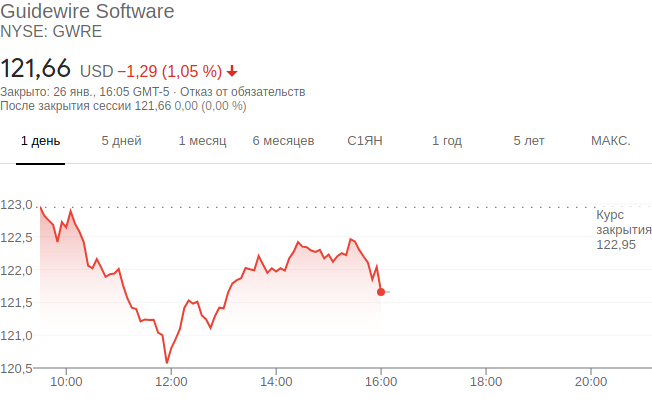 Guidewire Software
NYSE: GWRE
121,66 USD −1,29 (1,05 %)
Закрыто: 26 янв., 16:05 GMT-5 · Отказ от обязательств
После закрытия сессии 121,66 0,00 (0,00 %)
1 день 5 дней 1 месяц 6 месяцев С1ЯН 1 год 5 лет МАКС.
123,0
Курс
закрытия
122,95
122,5
122,0
121,5
121,0
120,5
10:00 12:00 14:00 16:00 18:00 20:00